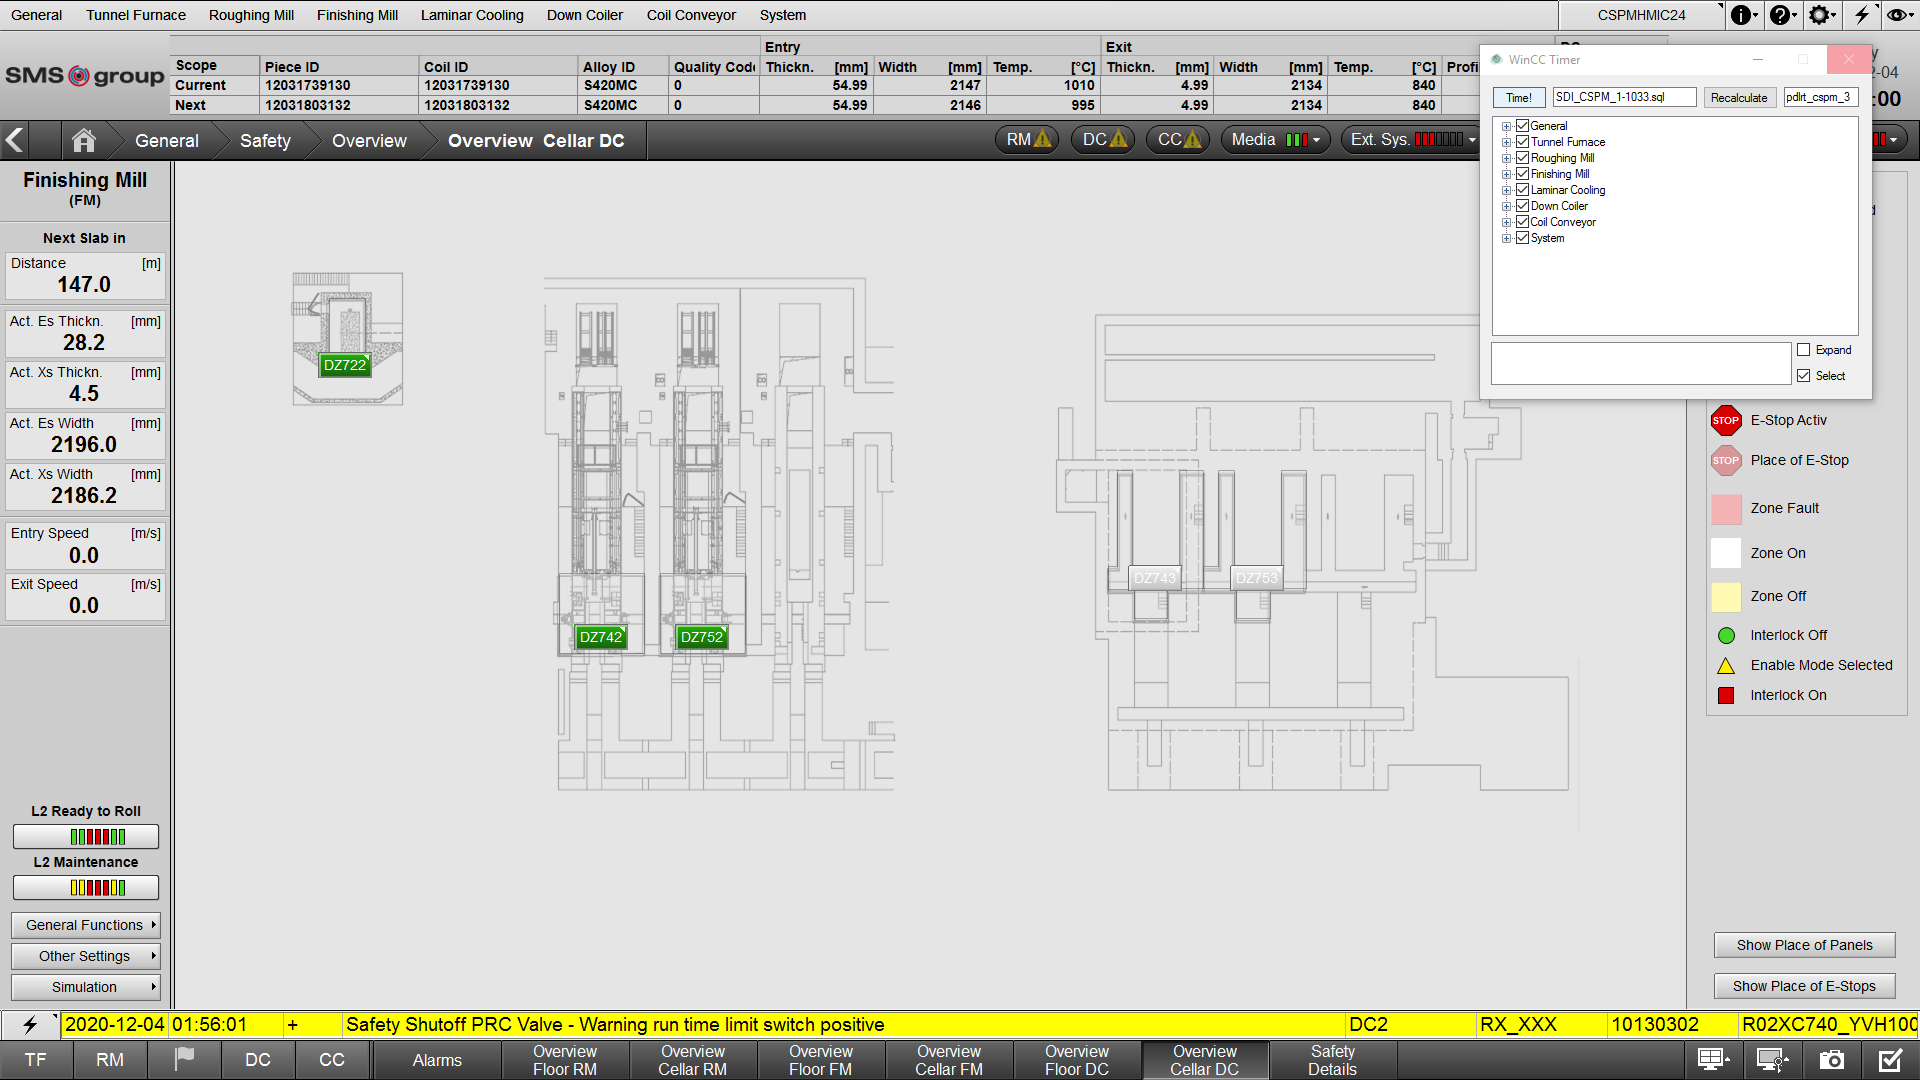 General Tunnel Furnace Roughing Mill Finishing Mill Laminar Cooling Down Coiler Coil Conveyor System CSPMHMIC24
SMS group
Entry Exit
Scope Piece ID Coil ID Alloy ID Quality Code Thickn. [mm] Width [mm] Temp. [°C] Thickn. [mm] Width [mm] Temp. [°C] Profi
Current 12031739130 12031739130 S420MC 0 54.99 2147 1010 4.99 2134 840
Next 12031803132 12031803132 S420MC 0 54.99 2146 995 4.99 2134 840
-04
:00
General Safety Overview Overview Cellar DC RM DC CC Media Ext. Sys.
WinCC Timer
Time! SDI_CSPM_1-1033.sql Recalculate pdlrt_cspm_3
General
Tunnel Furnace
Roughing Mill
Finishing Mill
Laminar Cooling
Down Coiler
Coil Conveyor
System
Expand
Select
Finishing Mill
(FM)
Next Slab in
Distance [m]
147.0
Act. Es Thickn. [mm]
28.2
Act. Xs Thickn. [mm]
4.5
Act. Es Width [mm]
2196.0
Act. Xs Width [mm]
2186.2
Entry Speed [m/s]
0.0
Exit Speed [m/s]
0.0
L2 Ready to Roll
L2 Maintenance
General Functions
Other Settings
Simulation
DZ722
DZ742 DZ752
DZ743 DZ753
STOP E-Stop Activ
STOP Place of E-Stop
Zone Fault
Zone On
Zone Off
Interlock Off
Enable Mode Selected
Interlock On
Show Place of Panels
Show Place of E-Stops
2020-12-04 01:56:01 + Safety Shutoff PRC Valve - Warning run time limit switch positive DC2 RX_XXX 10130302 R02XC740_YVH100
TF RM DC CC Alarms
Overview Floor RM
Overview Cellar RM
Overview Floor FM
Overview Cellar FM
Overview Floor DC
Overview Cellar DC
Safety Details